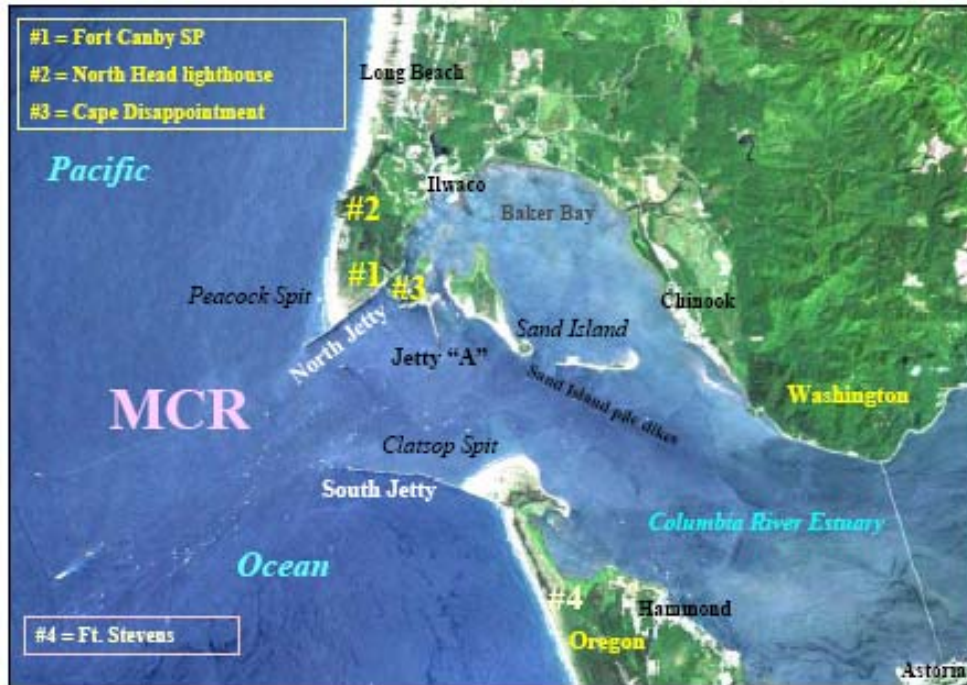 #1 = Fort Canby SP
#2 = North Head lighthouse
#3 = Cape Disappointment
Long Beach
Pacific
Ilwaco
#2
Baker Bay
#1
#3
Peacock Spit
Chinook
North Jetty
Sand Island
Jetty “A”
Sand Island pile dikes
Washington
MCR
Clatsop Spit
South Jetty
Columbia River Estuary
Ocean
#4
Hammond
#4 = Ft. Stevens
Oregon
Astoria